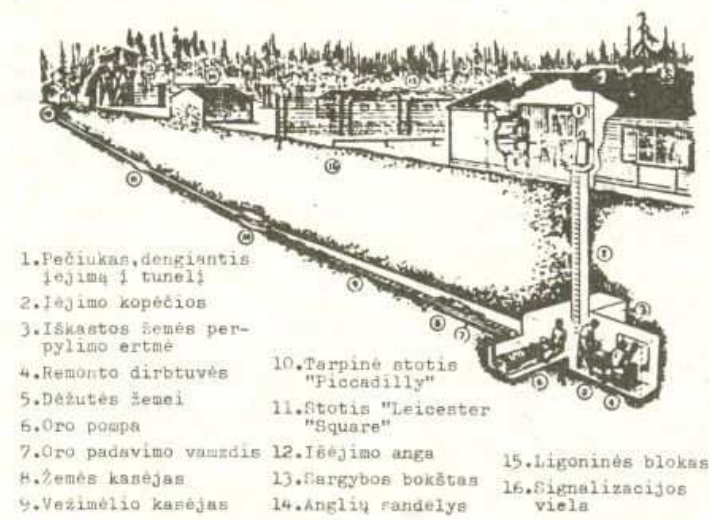 1.Pečiukas,dengiantis
įėjimą į tunelį
2.Įėjimo kopėčios
3.Iškastos žemės per-
pylimo ertmė
4.Remonto dirbtuvės
5.Dėžutės žemei
6.Oro pompa
7.Oro padavimo vamzdis
8.Žemės kasėjas
9.Vežimėlio kasėjas
10.Tarpinė stotis
"Piccadilly"
11.Stotis "Leicester
Square"
12.Išėjimo anga
13.Sargybos bokštas
14.Anglių sandelys
15.Ligoninės blokas
16.Signalizacijos
viela